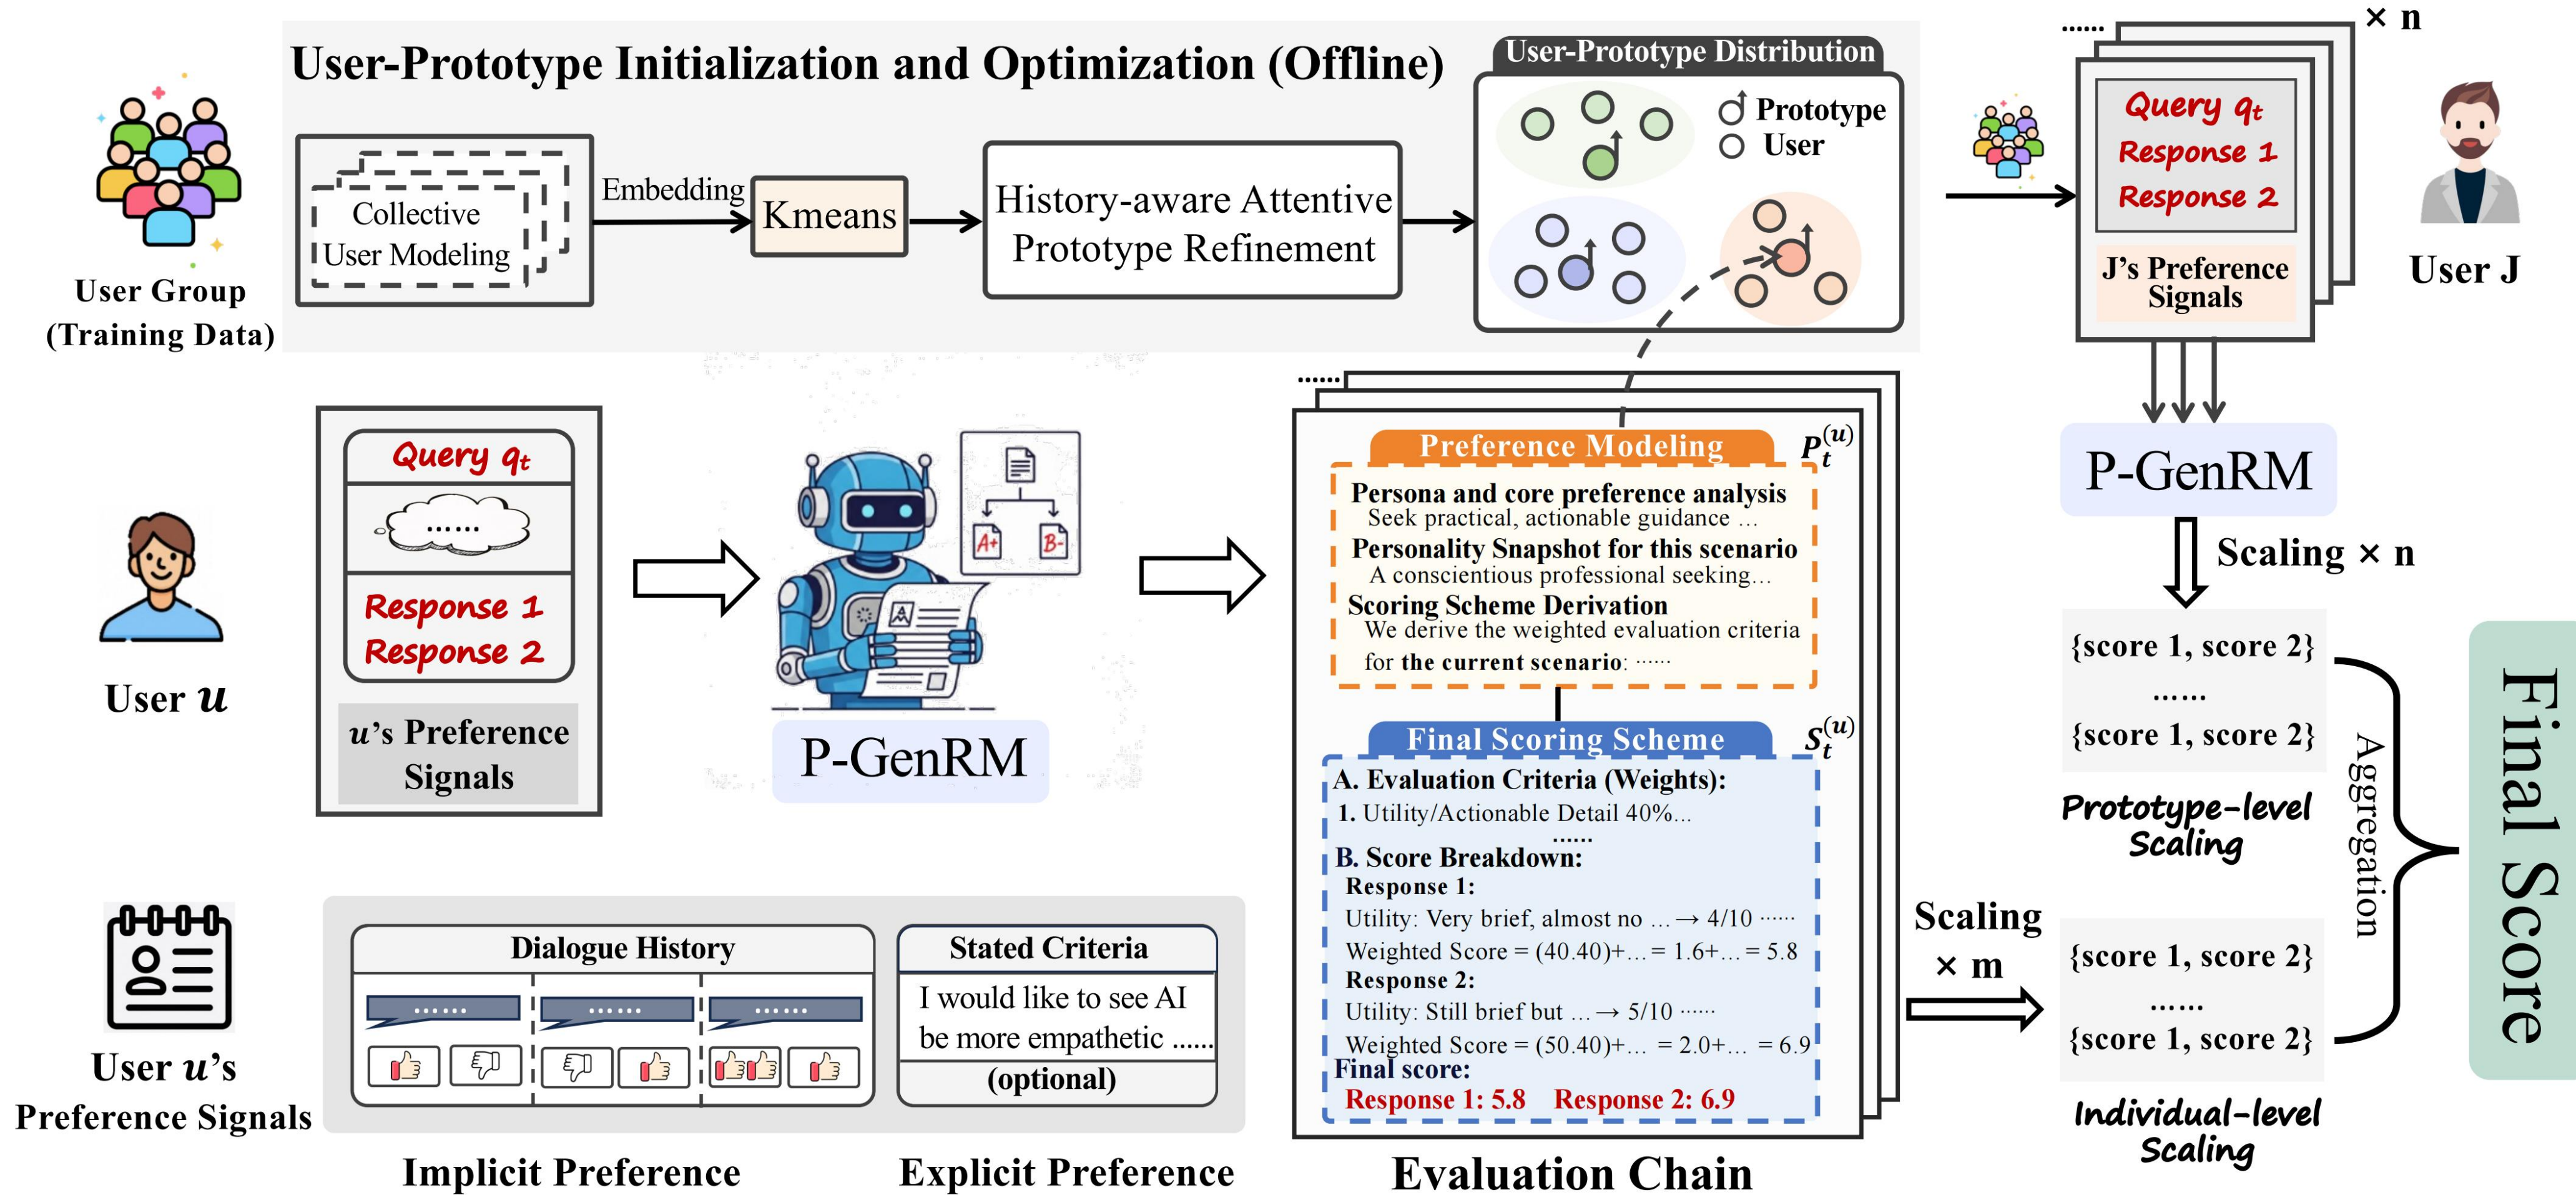 User-Prototype Initialization and Optimization (Offline)
User Group
(Training Data)
Collective
User Modeling
Embedding
Kmeans
History-aware Attentive
Prototype Refinement
User-Prototype Distribution
Prototype
User
...... × n
Query qt
Response 1
Response 2
J's Preference
Signals
User J
P-GenRM
Scaling × n
{score 1, score 2}
......
{score 1, score 2}
Prototype-level
Scaling
User u
Query qt
......
Response 1
Response 2
u's Preference
Signals
A+ B-
A
P-GenRM
......
Preference Modeling
P_t^(u)
Persona and core preference analysis
Seek practical, actionable guidance ...
Personality Snapshot for this scenario
A conscientious professional seeking...
Scoring Scheme Derivation
We derive the weighted evaluation criteria
for the current scenario: ······
Final Scoring Scheme
S_t^(u)
A. Evaluation Criteria (Weights):
1. Utility/Actionable Detail 40%...
......
B. Score Breakdown:
Response 1:
Utility: Very brief, almost no ... → 4/10 ······
Weighted Score = (40.40)+... = 1.6+... = 5.8
Response 2:
Utility: Still brief but ... → 5/10 ······
Weighted Score = (50.40)+... = 2.0+... = 6.9
Final score:
Response 1: 5.8 Response 2: 6.9
Evaluation Chain
Scaling
× m
{score 1, score 2}
......
{score 1, score 2}
Individual-level
Scaling
Aggregation
Final Score
User u's
Preference Signals
Dialogue History
...... ...... ......
Implicit Preference
Stated Criteria
I would like to see AI
be more empathetic ......
(optional)
Explicit Preference